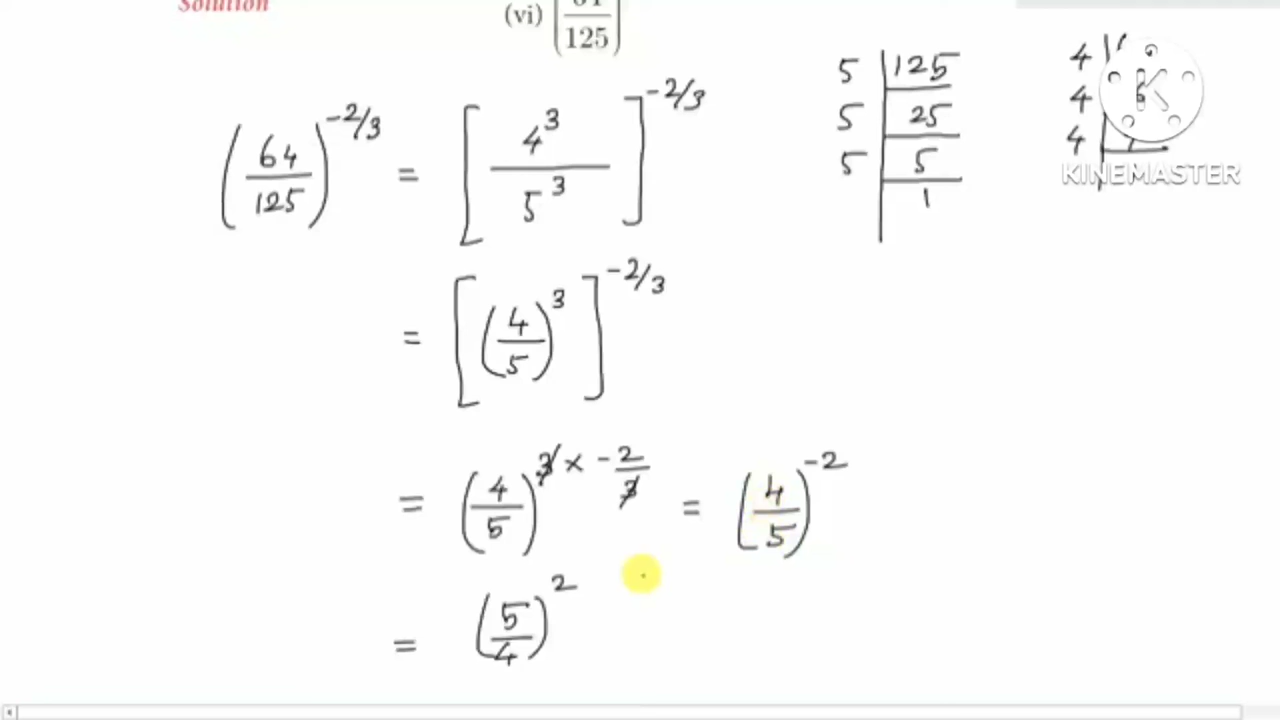 Solution
(vi) (64/125)
(64/125)^(-2/3) = [4^3/5^3]^(-2/3)
= [(4/5)^3]^(-2/3)
= (4/5)^(3 × -2/3) = (4/5)^(-2)
= (5/4)^2
5 | 125
5 | 25
5 | 5
1
4
4
4
KINEMASTER